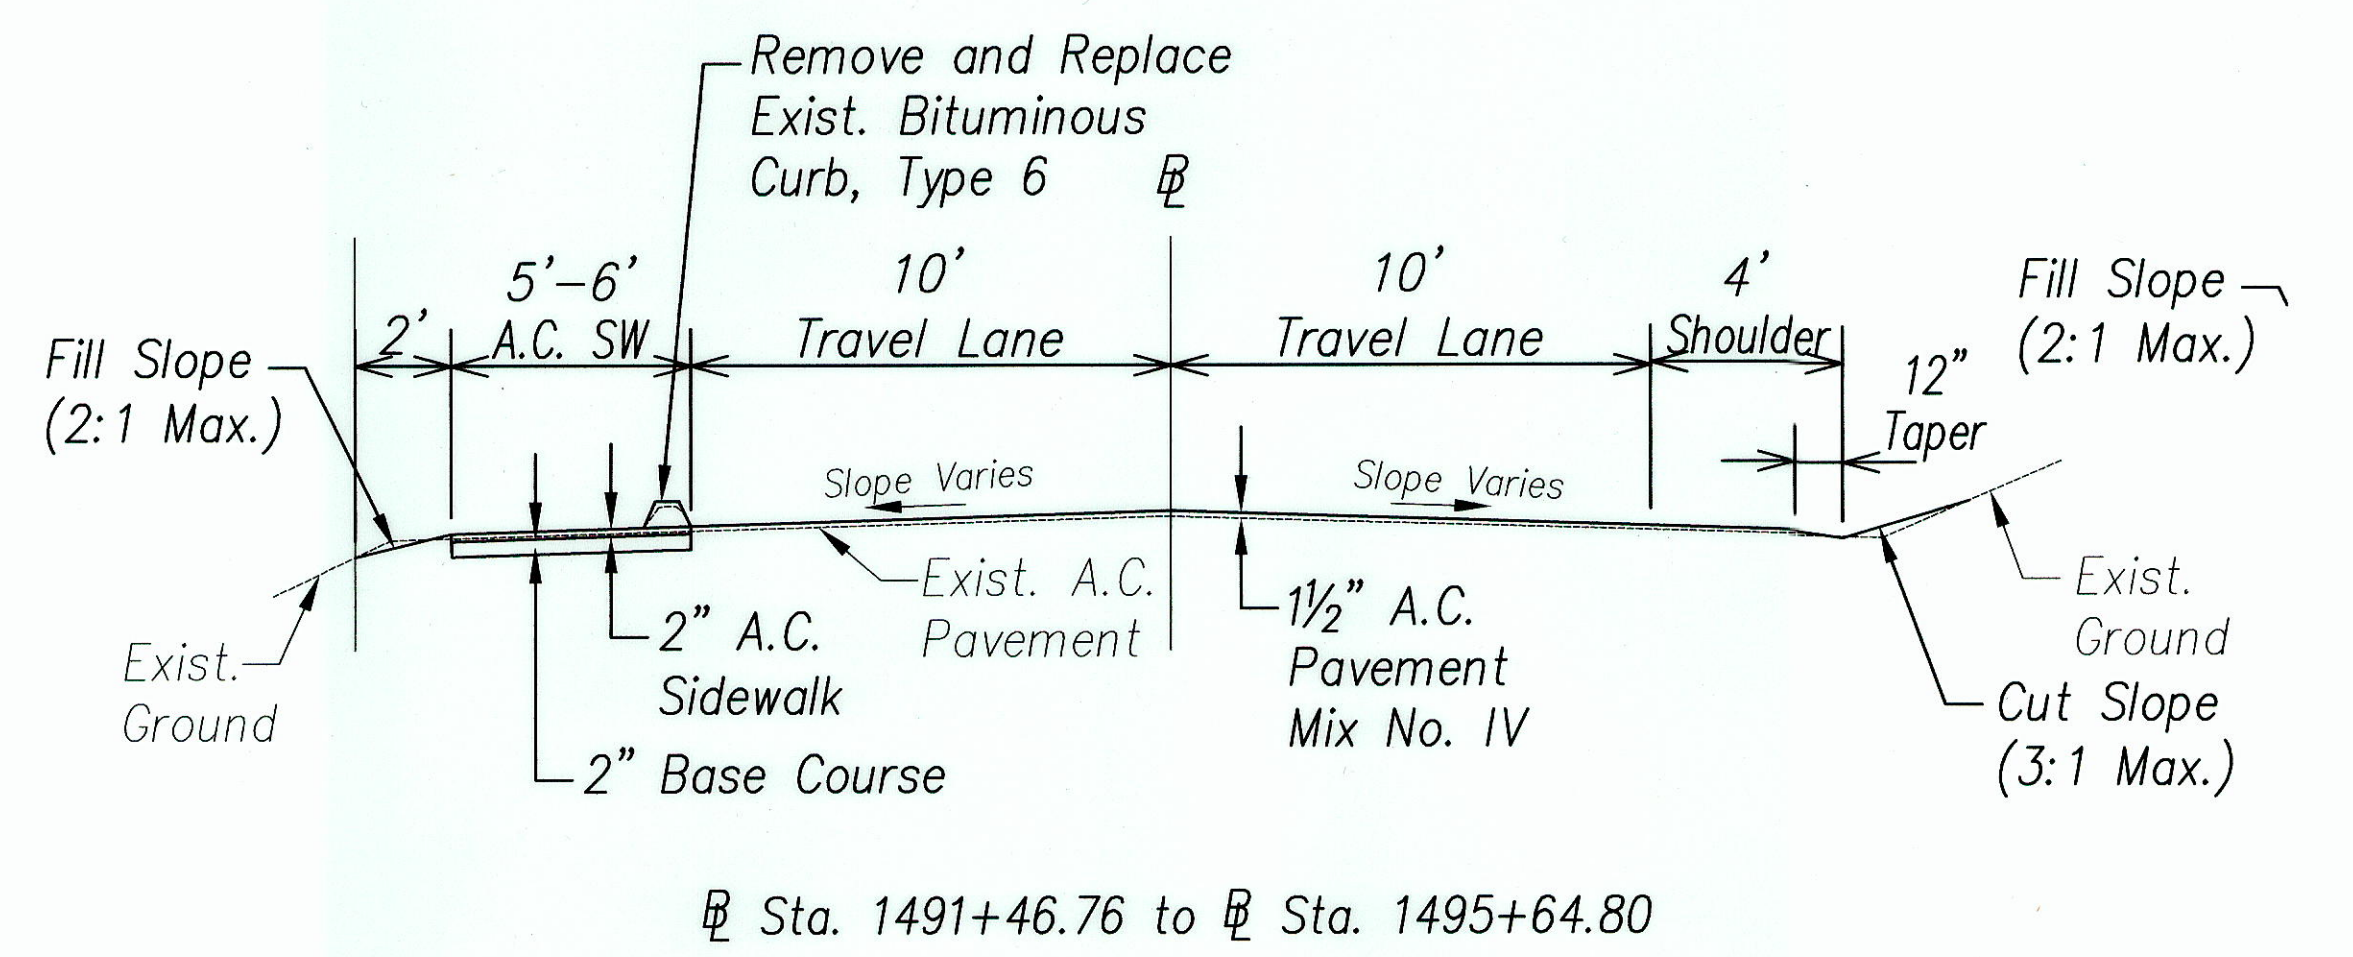 Remove and Replace
Exist. Bituminous
Curb, Type 6
BL
2'
5'-6'
A.C. SW
10'
Travel Lane
10'
Travel Lane
4'
Shoulder
12"
Taper
Fill Slope
(2:1 Max.)
Fill Slope
(2:1 Max.)
Slope Varies
Slope Varies
Exist.
Ground
2" A.C.
Sidewalk
2" Base Course
Exist. A.C.
Pavement
1½" A.C.
Pavement
Mix No. IV
Exist.
Ground
Cut Slope
(3:1 Max.)
BL Sta. 1491+46.76 to BL Sta. 1495+64.80